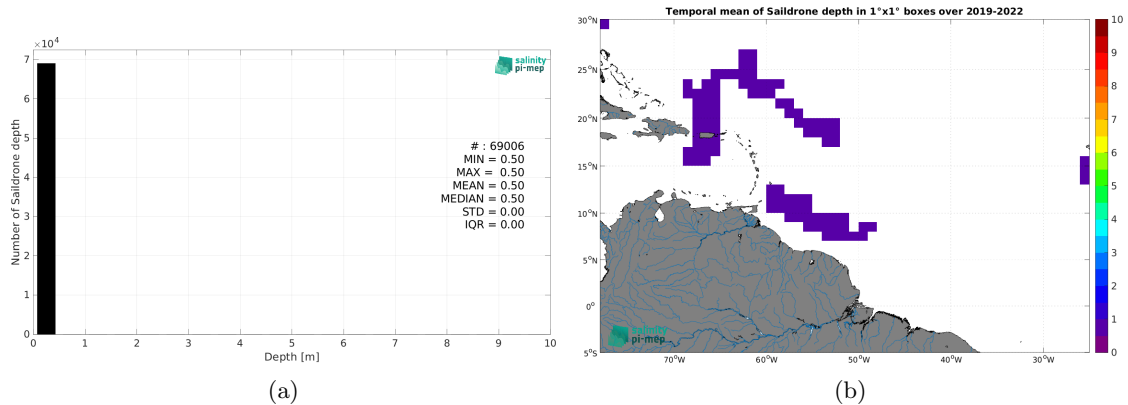 ×10⁴
7
6
5
4
3
2
1
0
Number of Saildrone depth
salinity
pi-mep
# : 69006
MIN = 0.50
MAX = 0.50
MEAN = 0.50
MEDIAN = 0.50
STD = 0.00
IQR = 0.00
0 1 2 3 4 5 6 7 8 9 10
Depth [m]
(a)
Temporal mean of Saildrone depth in 1°x1° boxes over 2019-2022
30°N
25°N
20°N
15°N
10°N
5°N
0°
5°S
70°W 60°W 50°W 40°W 30°W
salinity
pi-mep
10
9
8
7
6
5
4
3
2
1
0
(b)